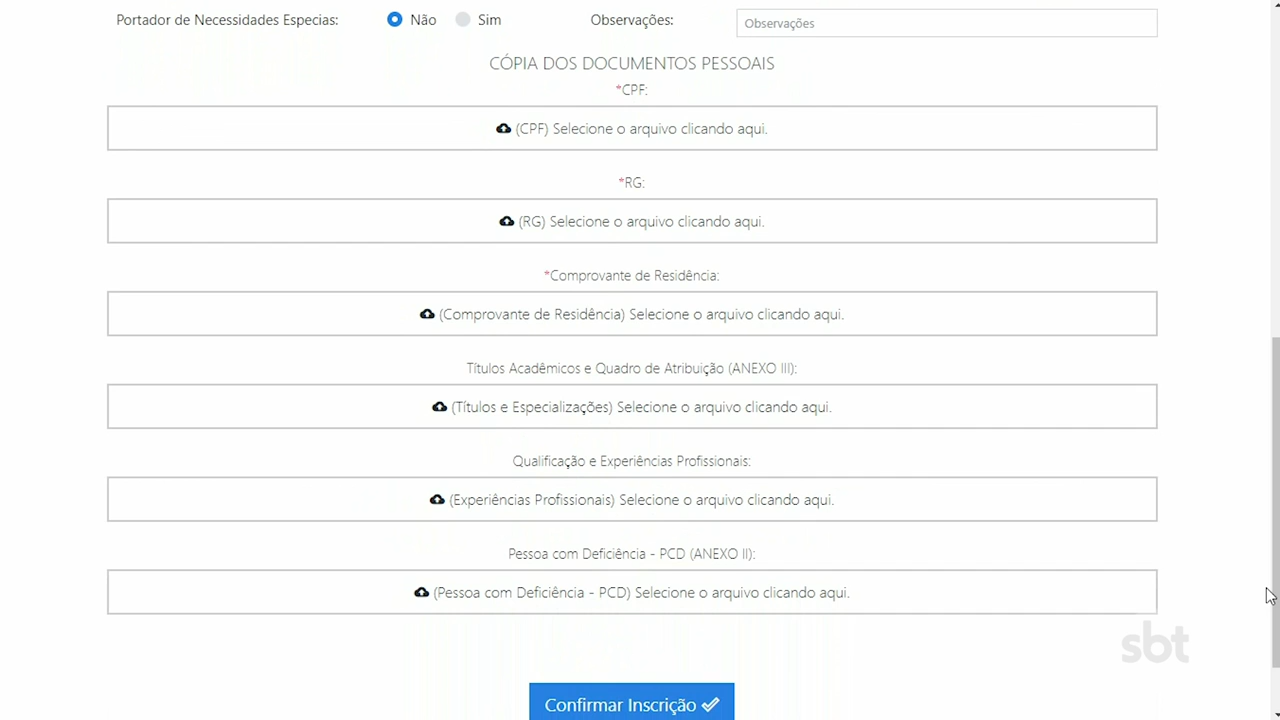 Portador de Necessidades Especias: Não Sim Observações: Observações
CÓPIA DOS DOCUMENTOS PESSOAIS
*CPF:
(CPF) Selecione o arquivo clicando aqui.
*RG:
(RG) Selecione o arquivo clicando aqui.
*Comprovante de Residência:
(Comprovante de Residência) Selecione o arquivo clicando aqui.
Títulos Acadêmicos e Quadro de Atribuição (ANEXO III):
(Títulos e Especializações) Selecione o arquivo clicando aqui.
Qualificação e Experiências Profissionais:
(Experiências Profissionais) Selecione o arquivo clicando aqui.
Pessoa com Deficiência - PCD (ANEXO II):
(Pessoa com Deficiência - PCD) Selecione o arquivo clicando aqui.
sbt
Confirmar Inscrição